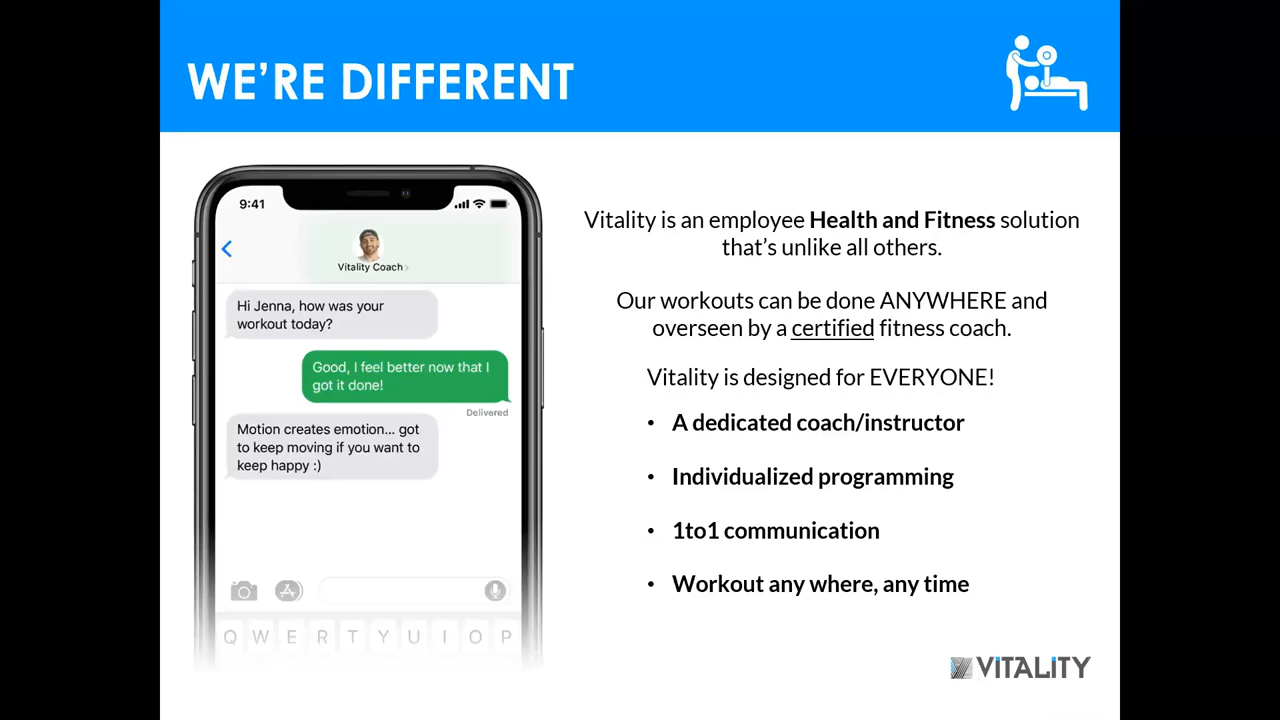 WE'RE DIFFERENT
9:41
Vitality Coach
Hi Jenna, how was your
workout today?
Good, I feel better now that I
got it done!
Delivered
Motion creates emotion... got
to keep moving if you want to
keep happy :)
Q W E R T Y U I O P
Vitality is an employee Health and Fitness solution
that's unlike all others.
Our workouts can be done ANYWHERE and
overseen by a certified fitness coach.
Vitality is designed for EVERYONE!
• A dedicated coach/instructor
• Individualized programming
• 1to1 communication
• Workout any where, any time
VITALITY